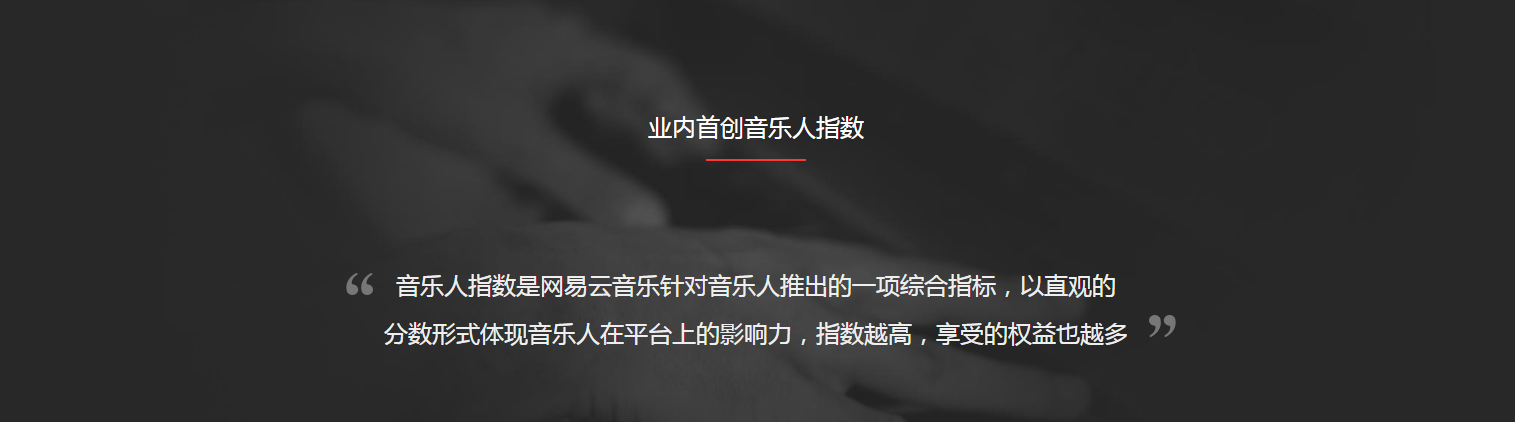 业内首创音乐人指数
“ 音乐人指数是网易云音乐针对音乐人推出的一项综合指标，以直观的
分数形式体现音乐人在平台上的影响力，指数越高，享受的权益也越多 ”